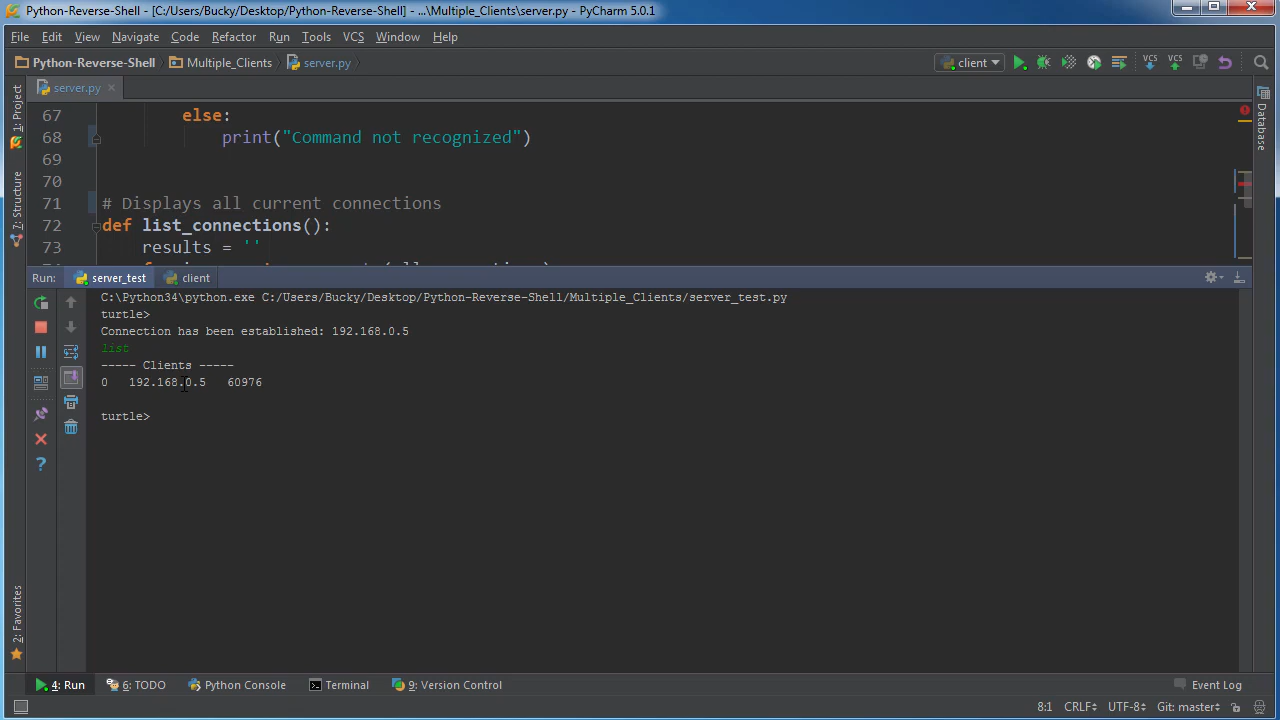 Python-Reverse-Shell - [C:/Users/Bucky/Desktop/Python-Reverse-Shell] - ...\Multiple_Clients\server.py - PyCharm 5.0.1
File Edit View Navigate Code Refactor Run Tools VCS Window Help
Python-Reverse-Shell Multiple_Clients server.py client VCS VCS
1: Project
7: Structure
2: Favorites
server.py
67 else:
68 print("Command not recognized")
69
70
71 # Displays all current connections
72 def list_connections():
73 results = ''
Database
Run: server_test client
C:\Python34\python.exe C:/Users/Bucky/Desktop/Python-Reverse-Shell/Multiple_Clients/server_test.py
turtle>
Connection has been established: 192.168.0.5
list
----- Clients -----
0 192.168.0.5 60976
turtle>
4: Run 6: TODO Python Console Terminal 9: Version Control Event Log
8:1 CRLF UTF-8 Git: master